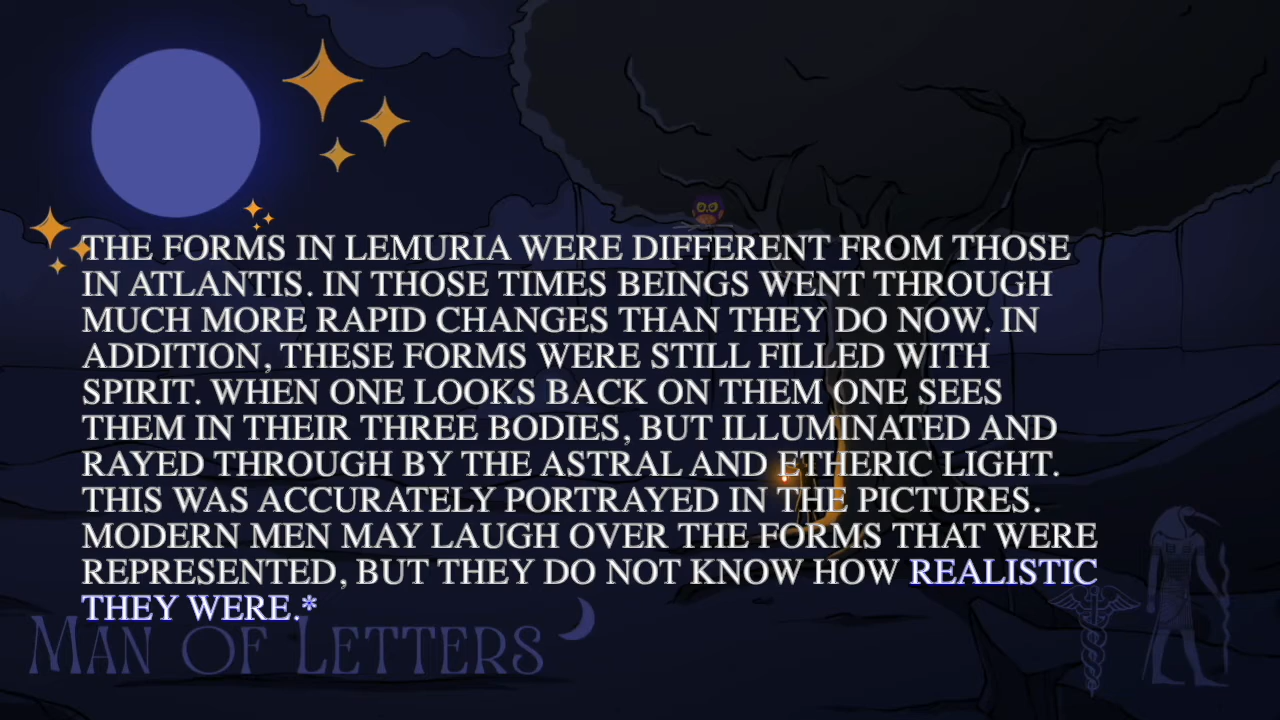 THE FORMS IN LEMURIA WERE DIFFERENT FROM THOSE
IN ATLANTIS. IN THOSE TIMES BEINGS WENT THROUGH
MUCH MORE RAPID CHANGES THAN THEY DO NOW. IN
ADDITION, THESE FORMS WERE STILL FILLED WITH
SPIRIT. WHEN ONE LOOKS BACK ON THEM ONE SEES
THEM IN THEIR THREE BODIES, BUT ILLUMINATED AND
RAYED THROUGH BY THE ASTRAL AND ETHERIC LIGHT.
THIS WAS ACCURATELY PORTRAYED IN THE PICTURES.
MODERN MEN MAY LAUGH OVER THE FORMS THAT WERE
REPRESENTED, BUT THEY DO NOT KNOW HOW REALISTIC
THEY WERE.*
MAN OF LETTERS